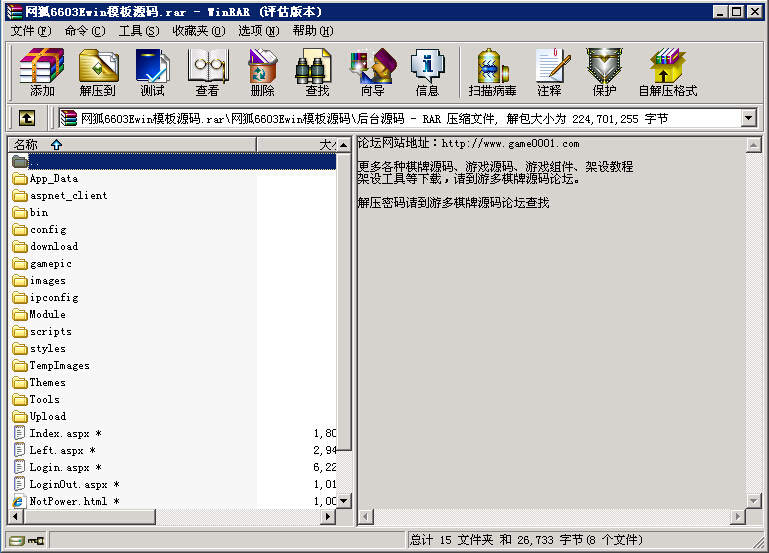 网狐6603Ewin模板源码.rar - WinRAR (评估版本)
文件(F) 命令(C) 工具(S) 收藏夹(O) 选项(N) 帮助(H)
添加 解压到 测试 查看 删除 查找 向导 信息 扫描病毒 注释 保护 自解压格式
网狐6603Ewin模板源码.rar\网狐6603Ewin模板源码\后台源码 - RAR 压缩文件, 解包大小为 224,701,255 字节
名称 大小
..
App_Data
aspnet_client
bin
config
download
gamepic
images
ipconfig
Module
scripts
styles
TempImages
Themes
Tools
Upload
Index.aspx * 1,80
Left.aspx * 2,94
Login.aspx * 6,22
LoginOut.aspx * 1,01
NotPower.html * 1,00
论坛网站地址：http://www.game0001.com
更多各种棋牌源码、游戏源码、游戏组件、架设教程
架设工具等下载，请到游多棋牌源码论坛。
解压密码请到游多棋牌源码论坛查找
总计 15 文件夹 和 26,733 字节(8 个文件)